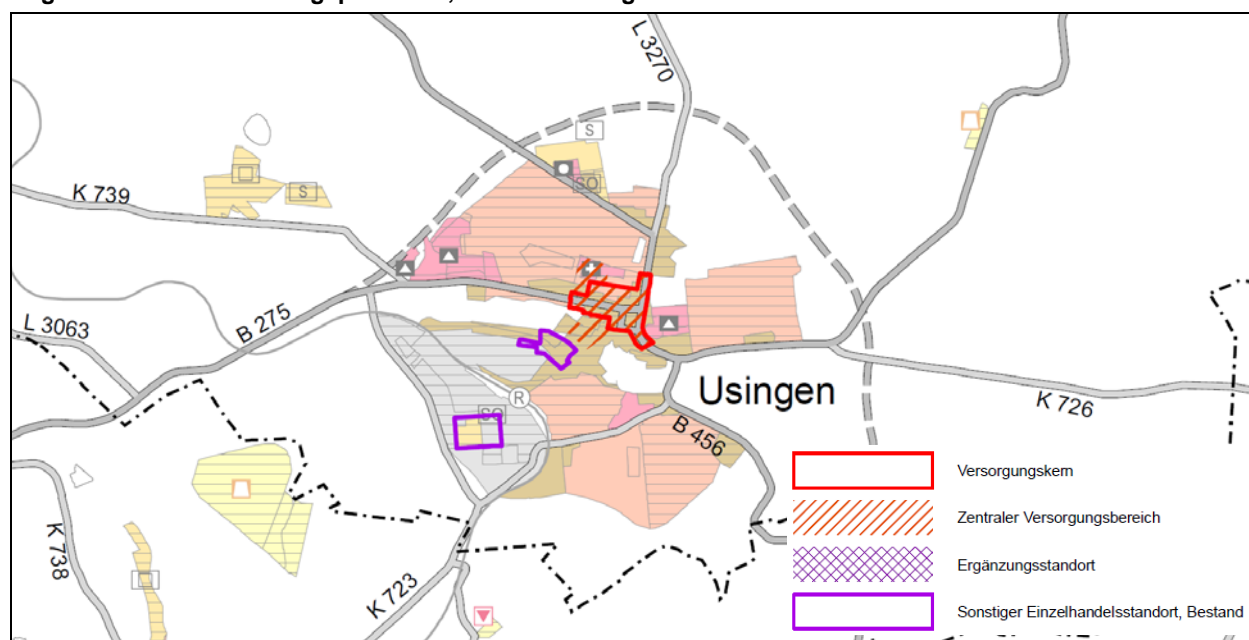 L 3270
S
SO
K 739
S
B 275
L 3063
Usingen
K 726
R
SO
B 456
K 738
K 723
Versorgungskern
Zentraler Versorgungsbereich
Ergänzungsstandort
Sonstiger Einzelhandelsstandort, Bestand